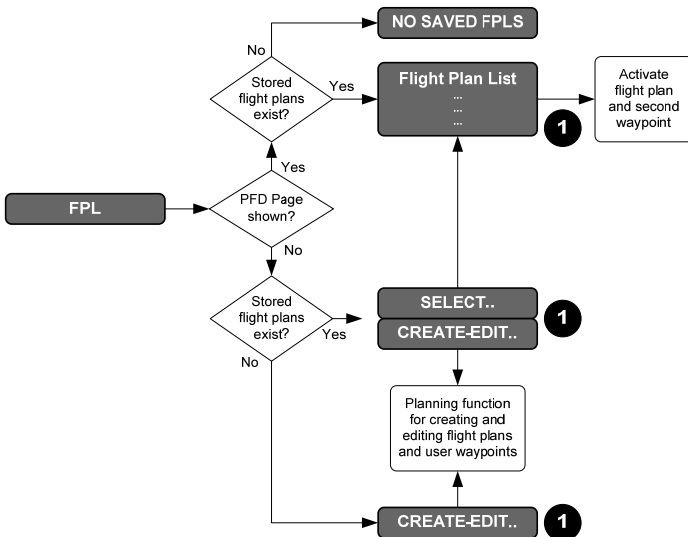 No
NO SAVED FPLS
Stored
flight plans
exist?
Yes
Flight Plan List
...
...
...
1
Activate
flight plan
and second
waypoint
Yes
FPL
PFD Page
shown?
No
Stored
flight plans
exist?
Yes
No
SELECT..
CREATE-EDIT..
1
Planning function
for creating and
editing flight plans
and user waypoints
CREATE-EDIT..
1